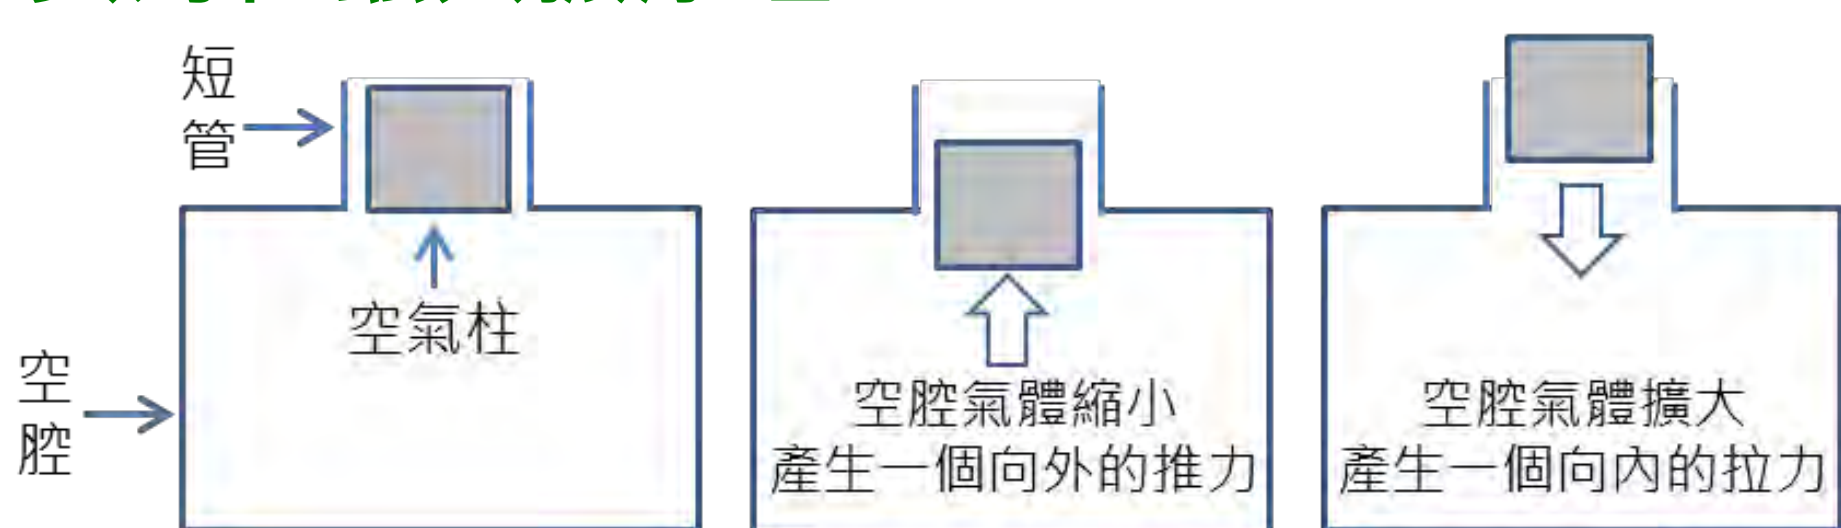 短管
空氣柱
空腔
空腔氣體縮小
產生一個向外的推力
空腔氣體擴大
產生一個向內的拉力